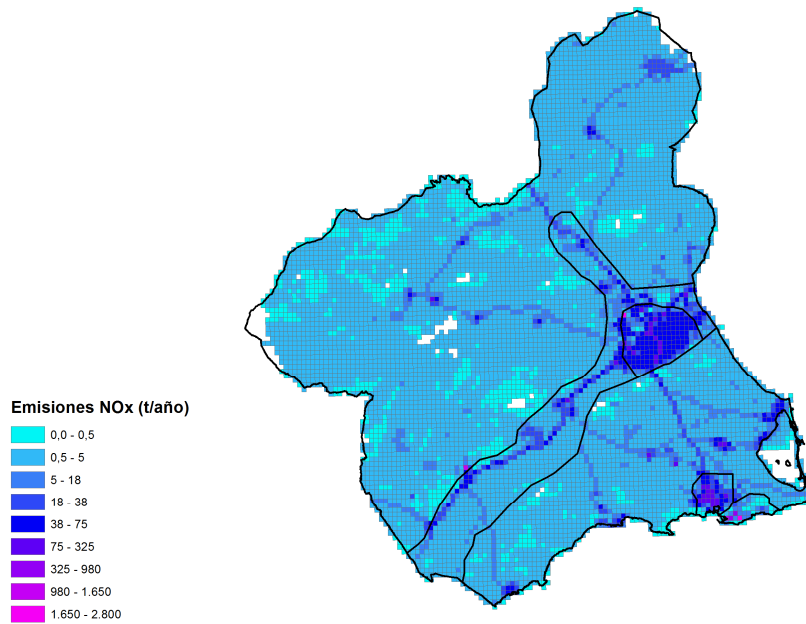 Emisiones NOx (t/año)
0,0 - 0,5
0,5 - 5
5 - 18
18 - 38
38 - 75
75 - 325
325 - 980
980 - 1.650
1.650 - 2.800